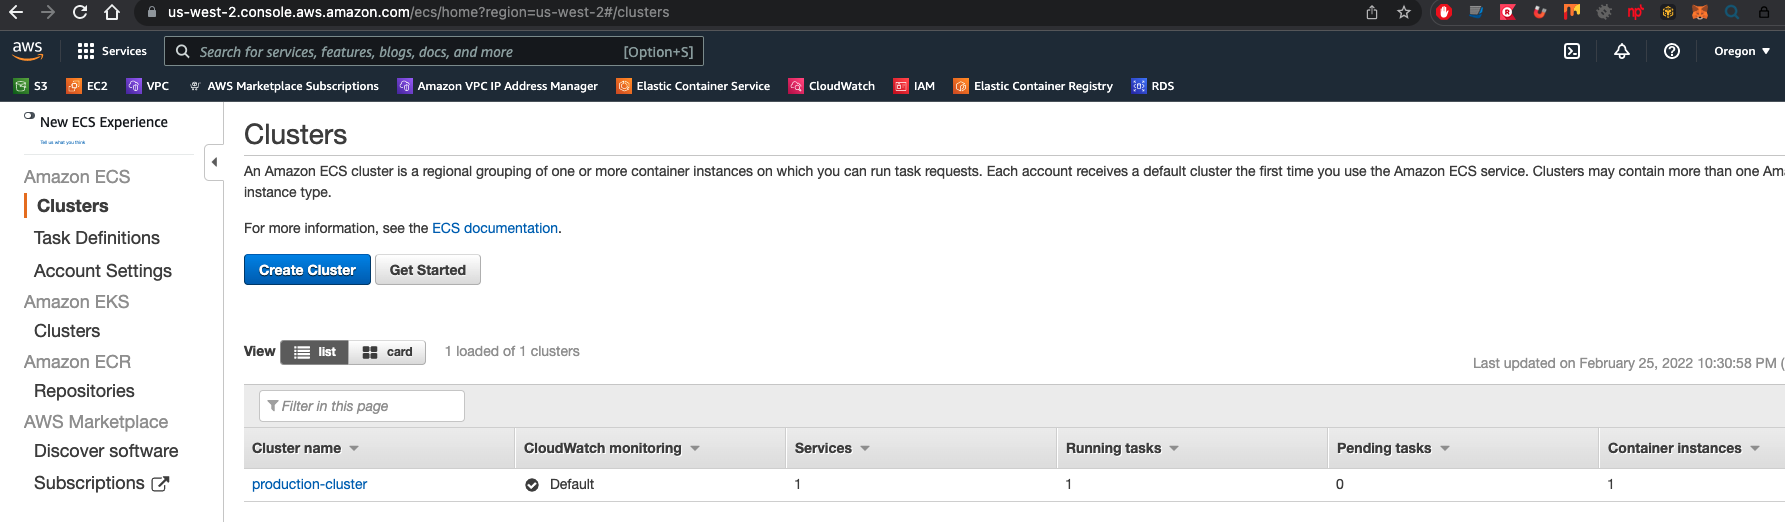 us-west-2.console.aws.amazon.com/ecs/home?region=us-west-2#/clusters
aws Services Search for services, features, blogs, docs, and more [Option+S] Oregon
S3 EC2 VPC AWS Marketplace Subscriptions Amazon VPC IP Address Manager Elastic Container Service CloudWatch IAM Elastic Container Registry RDS
New ECS Experience
Tell us what you think
Amazon ECS
Clusters
Task Definitions
Account Settings
Amazon EKS
Clusters
Amazon ECR
Repositories
AWS Marketplace
Discover software
Subscriptions
Clusters
An Amazon ECS cluster is a regional grouping of one or more container instances on which you can run task requests. Each account receives a default cluster the first time you use the Amazon ECS service. Clusters may contain more than one Am
instance type.
For more information, see the ECS documentation.
Create Cluster Get Started
View list card 1 loaded of 1 clusters
Last updated on February 25, 2022 10:30:58 PM (
Filter in this page
Cluster name CloudWatch monitoring Services Running tasks Pending tasks Container instances
production-cluster Default 1 1 0 1